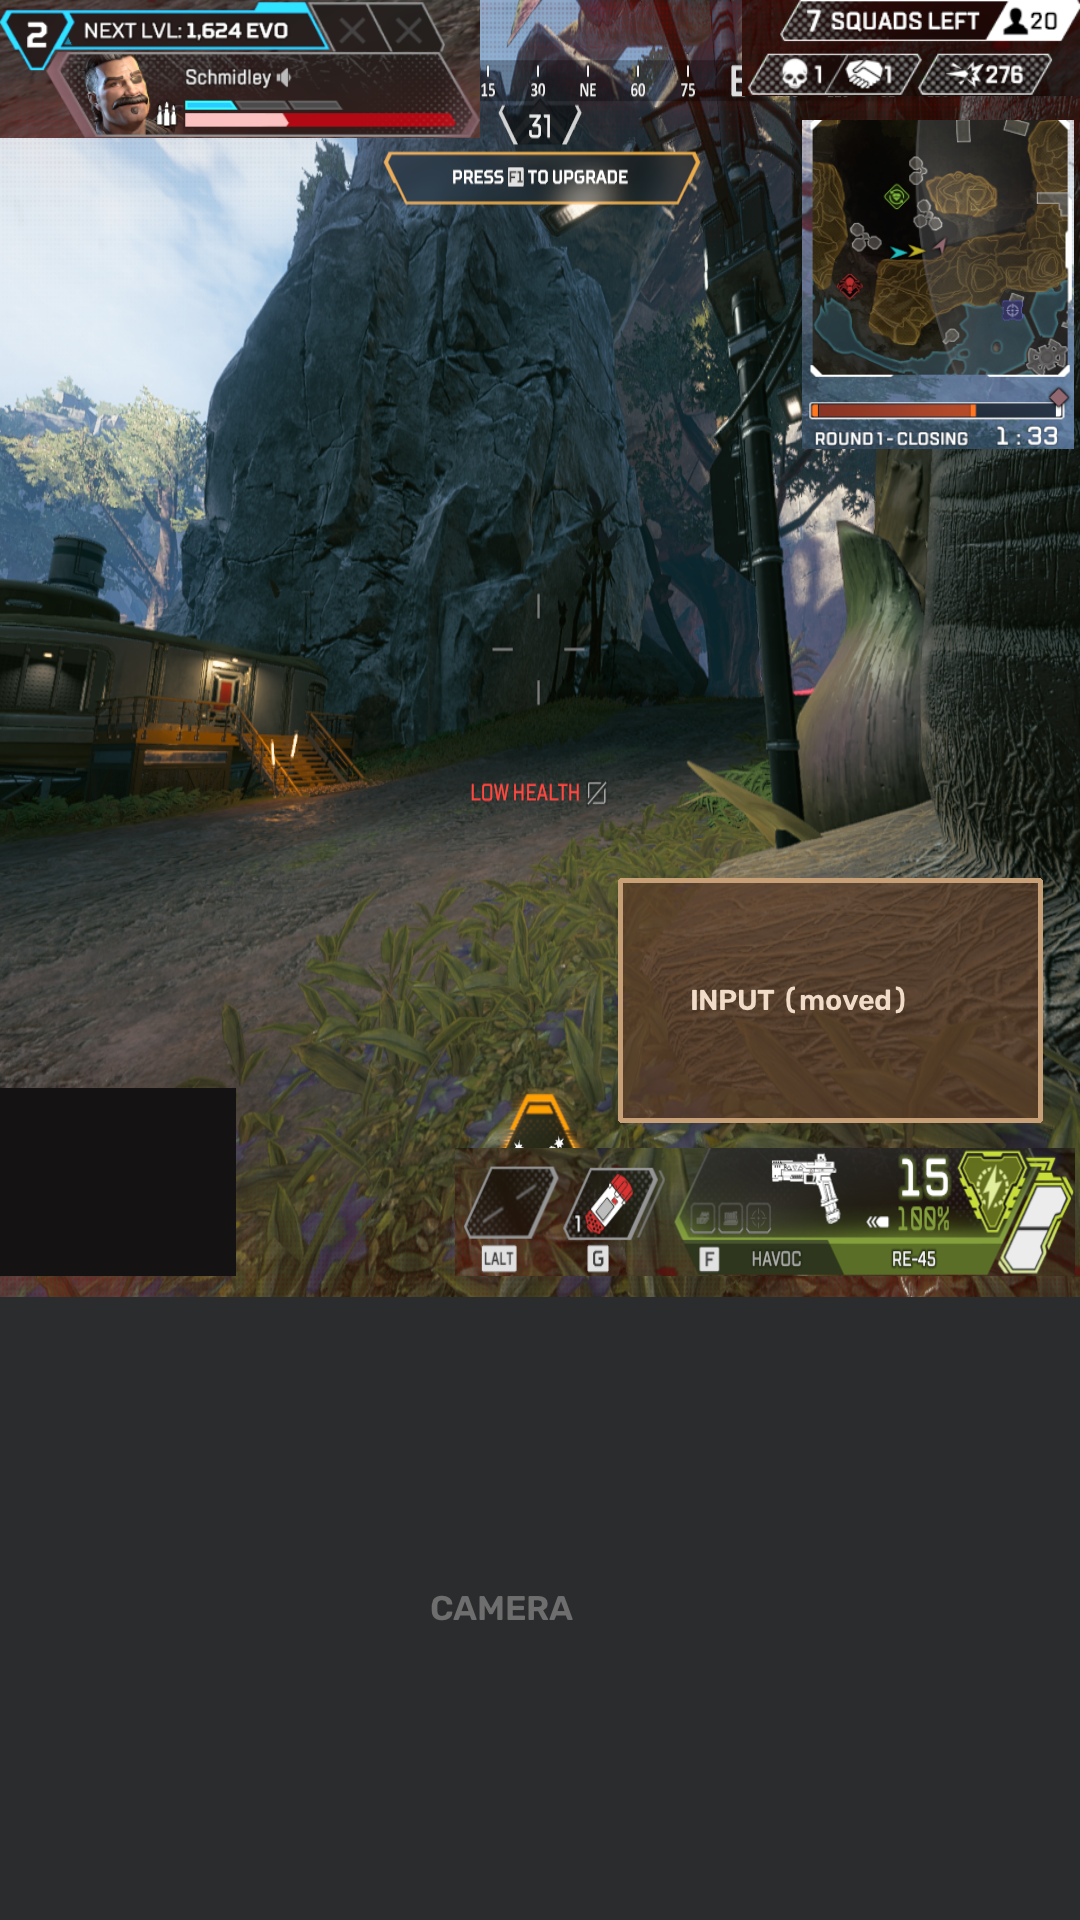 2
NEXT LVL: 1,624 EVO
Schmidley
15 30 NE 60 75 E
31
7 SQUADS LEFT 20
1 1 276
PRESS F1 TO UPGRADE
ROUND 1 - CLOSING 1 : 33
LOW HEALTH
INPUT (moved)
15
100%
1
LALT G F HAVOC RE-45
CAMERA